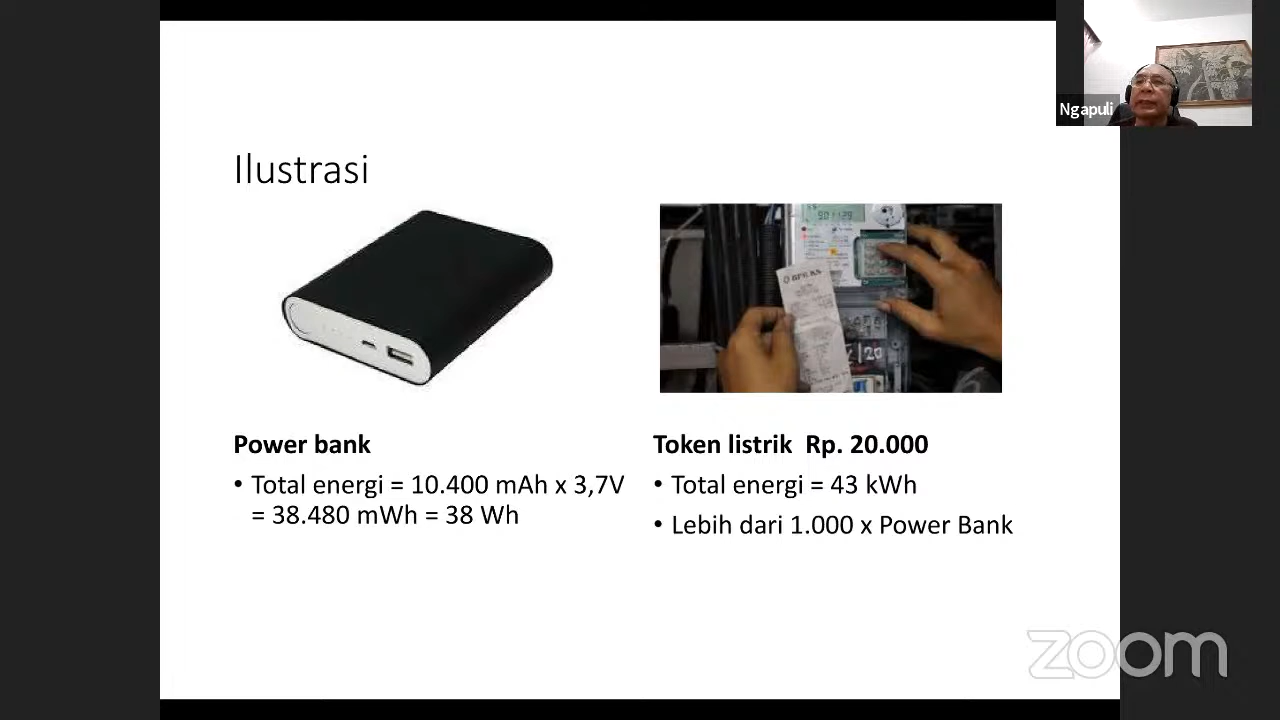 Ngapuli
Ilustrasi
Power bank
• Total energi = 10.400 mAh x 3,7V
= 38.480 mWh = 38 Wh
Token listrik Rp. 20.000
• Total energi = 43 kWh
• Lebih dari 1.000 x Power Bank
zoom